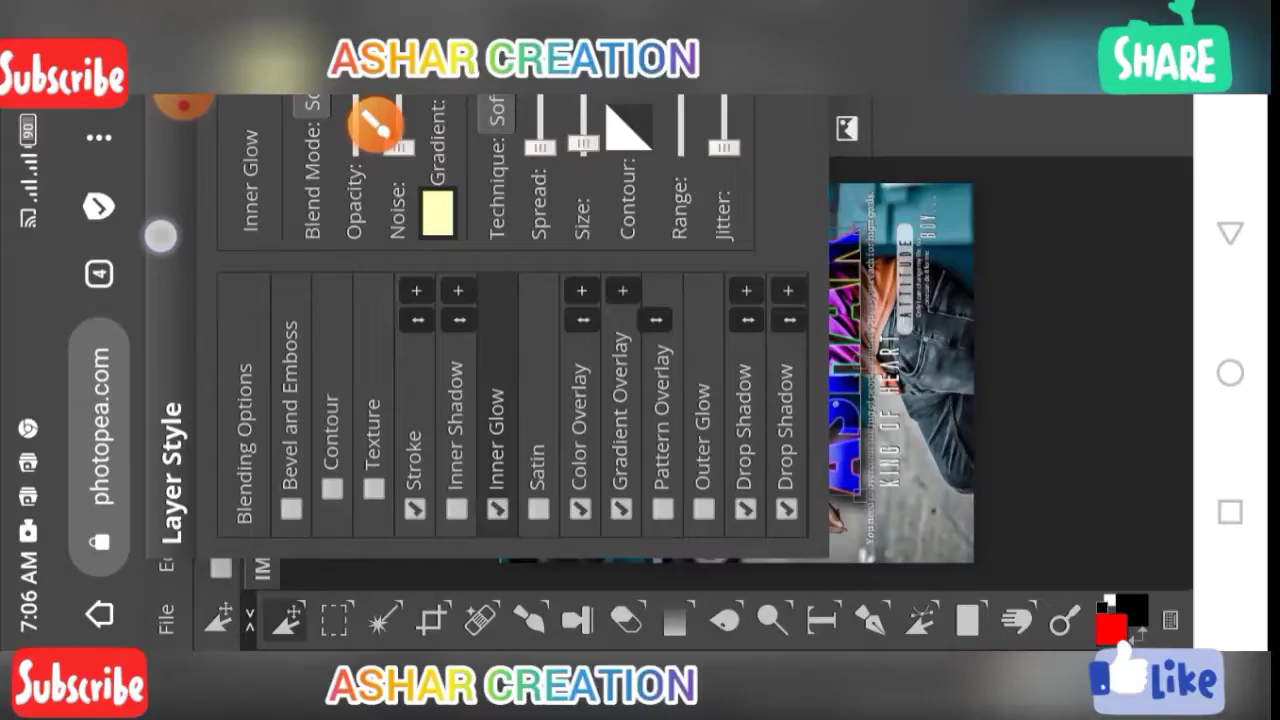 Subscribe
ASHAR CREATION
SHARE
7:06 AM
90
photopea.com
4
File
Layer Style
Blending Options
Bevel and Emboss
Contour
Texture
Stroke
Inner Shadow
Inner Glow
Satin
Color Overlay
Gradient Overlay
Pattern Overlay
Outer Glow
Drop Shadow
Drop Shadow
Inner Glow
Blend Mode:
Opacity:
Noise:
Gradient:
Technique: Sof
Spread:
Size:
Contour:
Range:
Jitter:
KING OF HEART
ATTITUDE
BOY...
Subscribe
ASHAR CREATION
Like